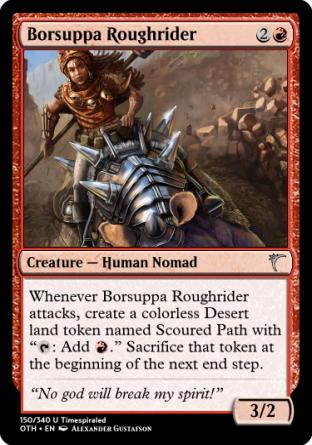 Borsuppa Roughrider 2
Creature — Human Nomad
Whenever Borsuppa Roughrider
attacks, create a colorless Desert
land token named Scoured Path with
“: Add .” Sacrifice that token at
the beginning of the next end step.
“No god will break my spirit!”
3/2
150/340 U Timespiraled
OTH • EN Alexander Gustafson